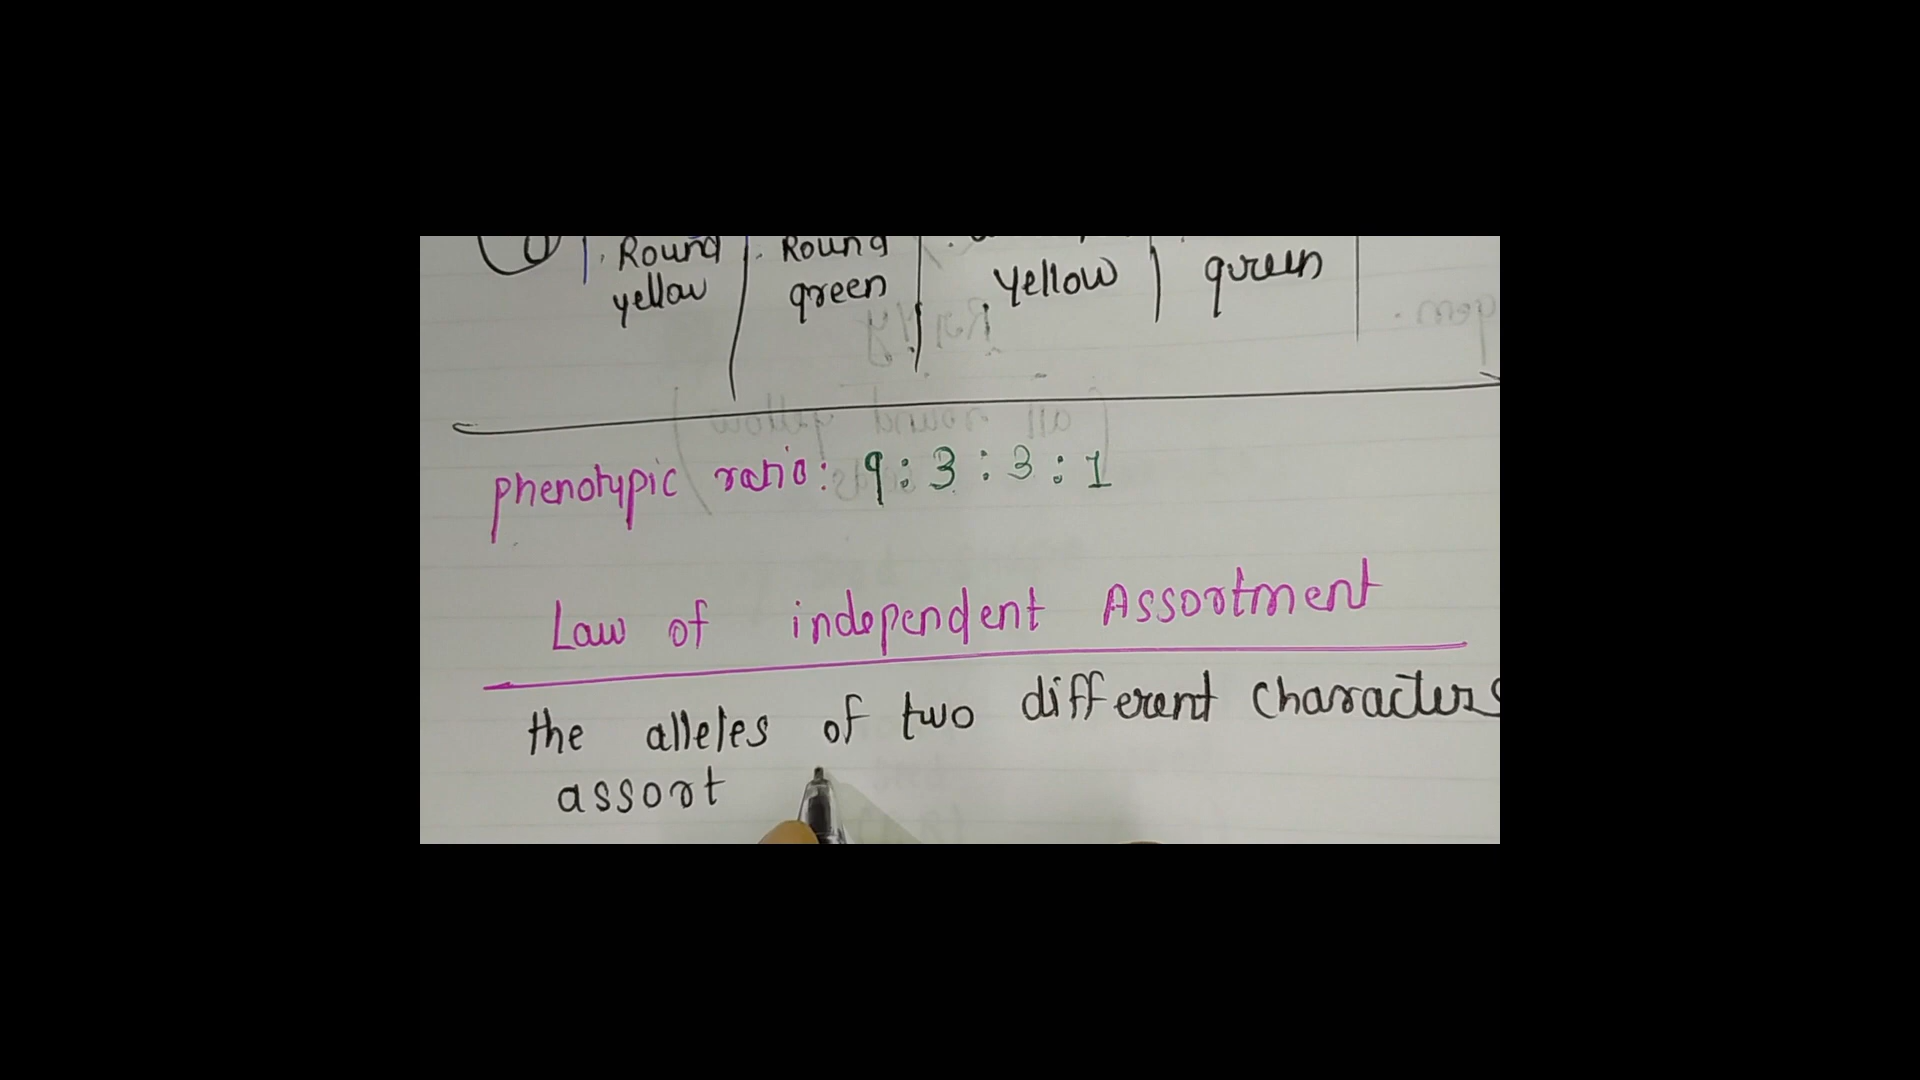 Round Round
yellow green yellow green
phenotypic ratio: 9:3:3:1
Law of independent Assortment
the alleles of two different characters
assort